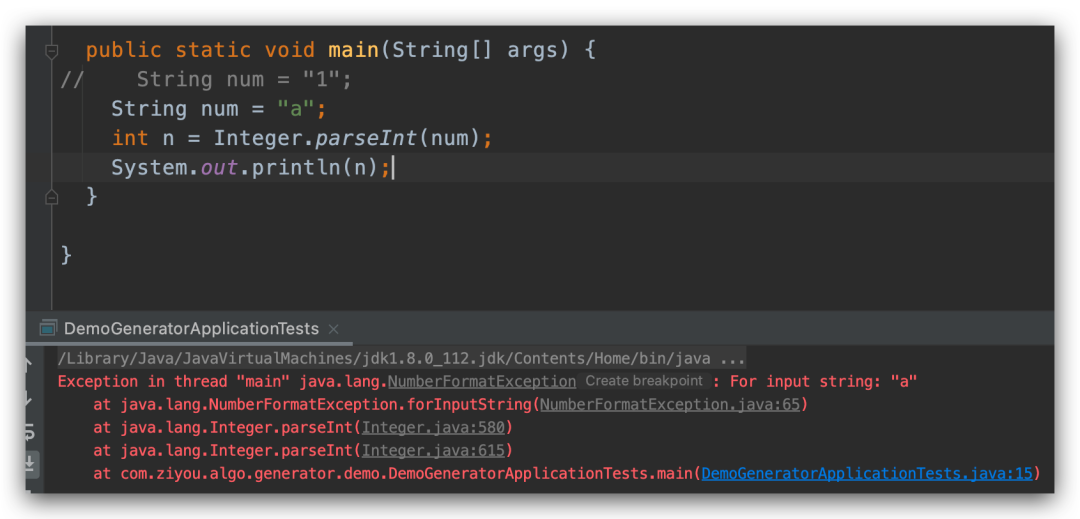 public static void main(String[] args) {
//    String num = "1";
String num = "a";
int n = Integer.parseInt(num);
System.out.println(n);
}
}
DemoGeneratorApplicationTests ×
/Library/Java/JavaVirtualMachines/jdk1.8.0_112.jdk/Contents/Home/bin/java ...
Exception in thread "main" java.lang.NumberFormatException Create breakpoint : For input string: "a"
at java.lang.NumberFormatException.forInputString(NumberFormatException.java:65)
at java.lang.Integer.parseInt(Integer.java:580)
at java.lang.Integer.parseInt(Integer.java:615)
at com.ziyou.algo.generator.demo.DemoGeneratorApplicationTests.main(DemoGeneratorApplicationTests.java:15)